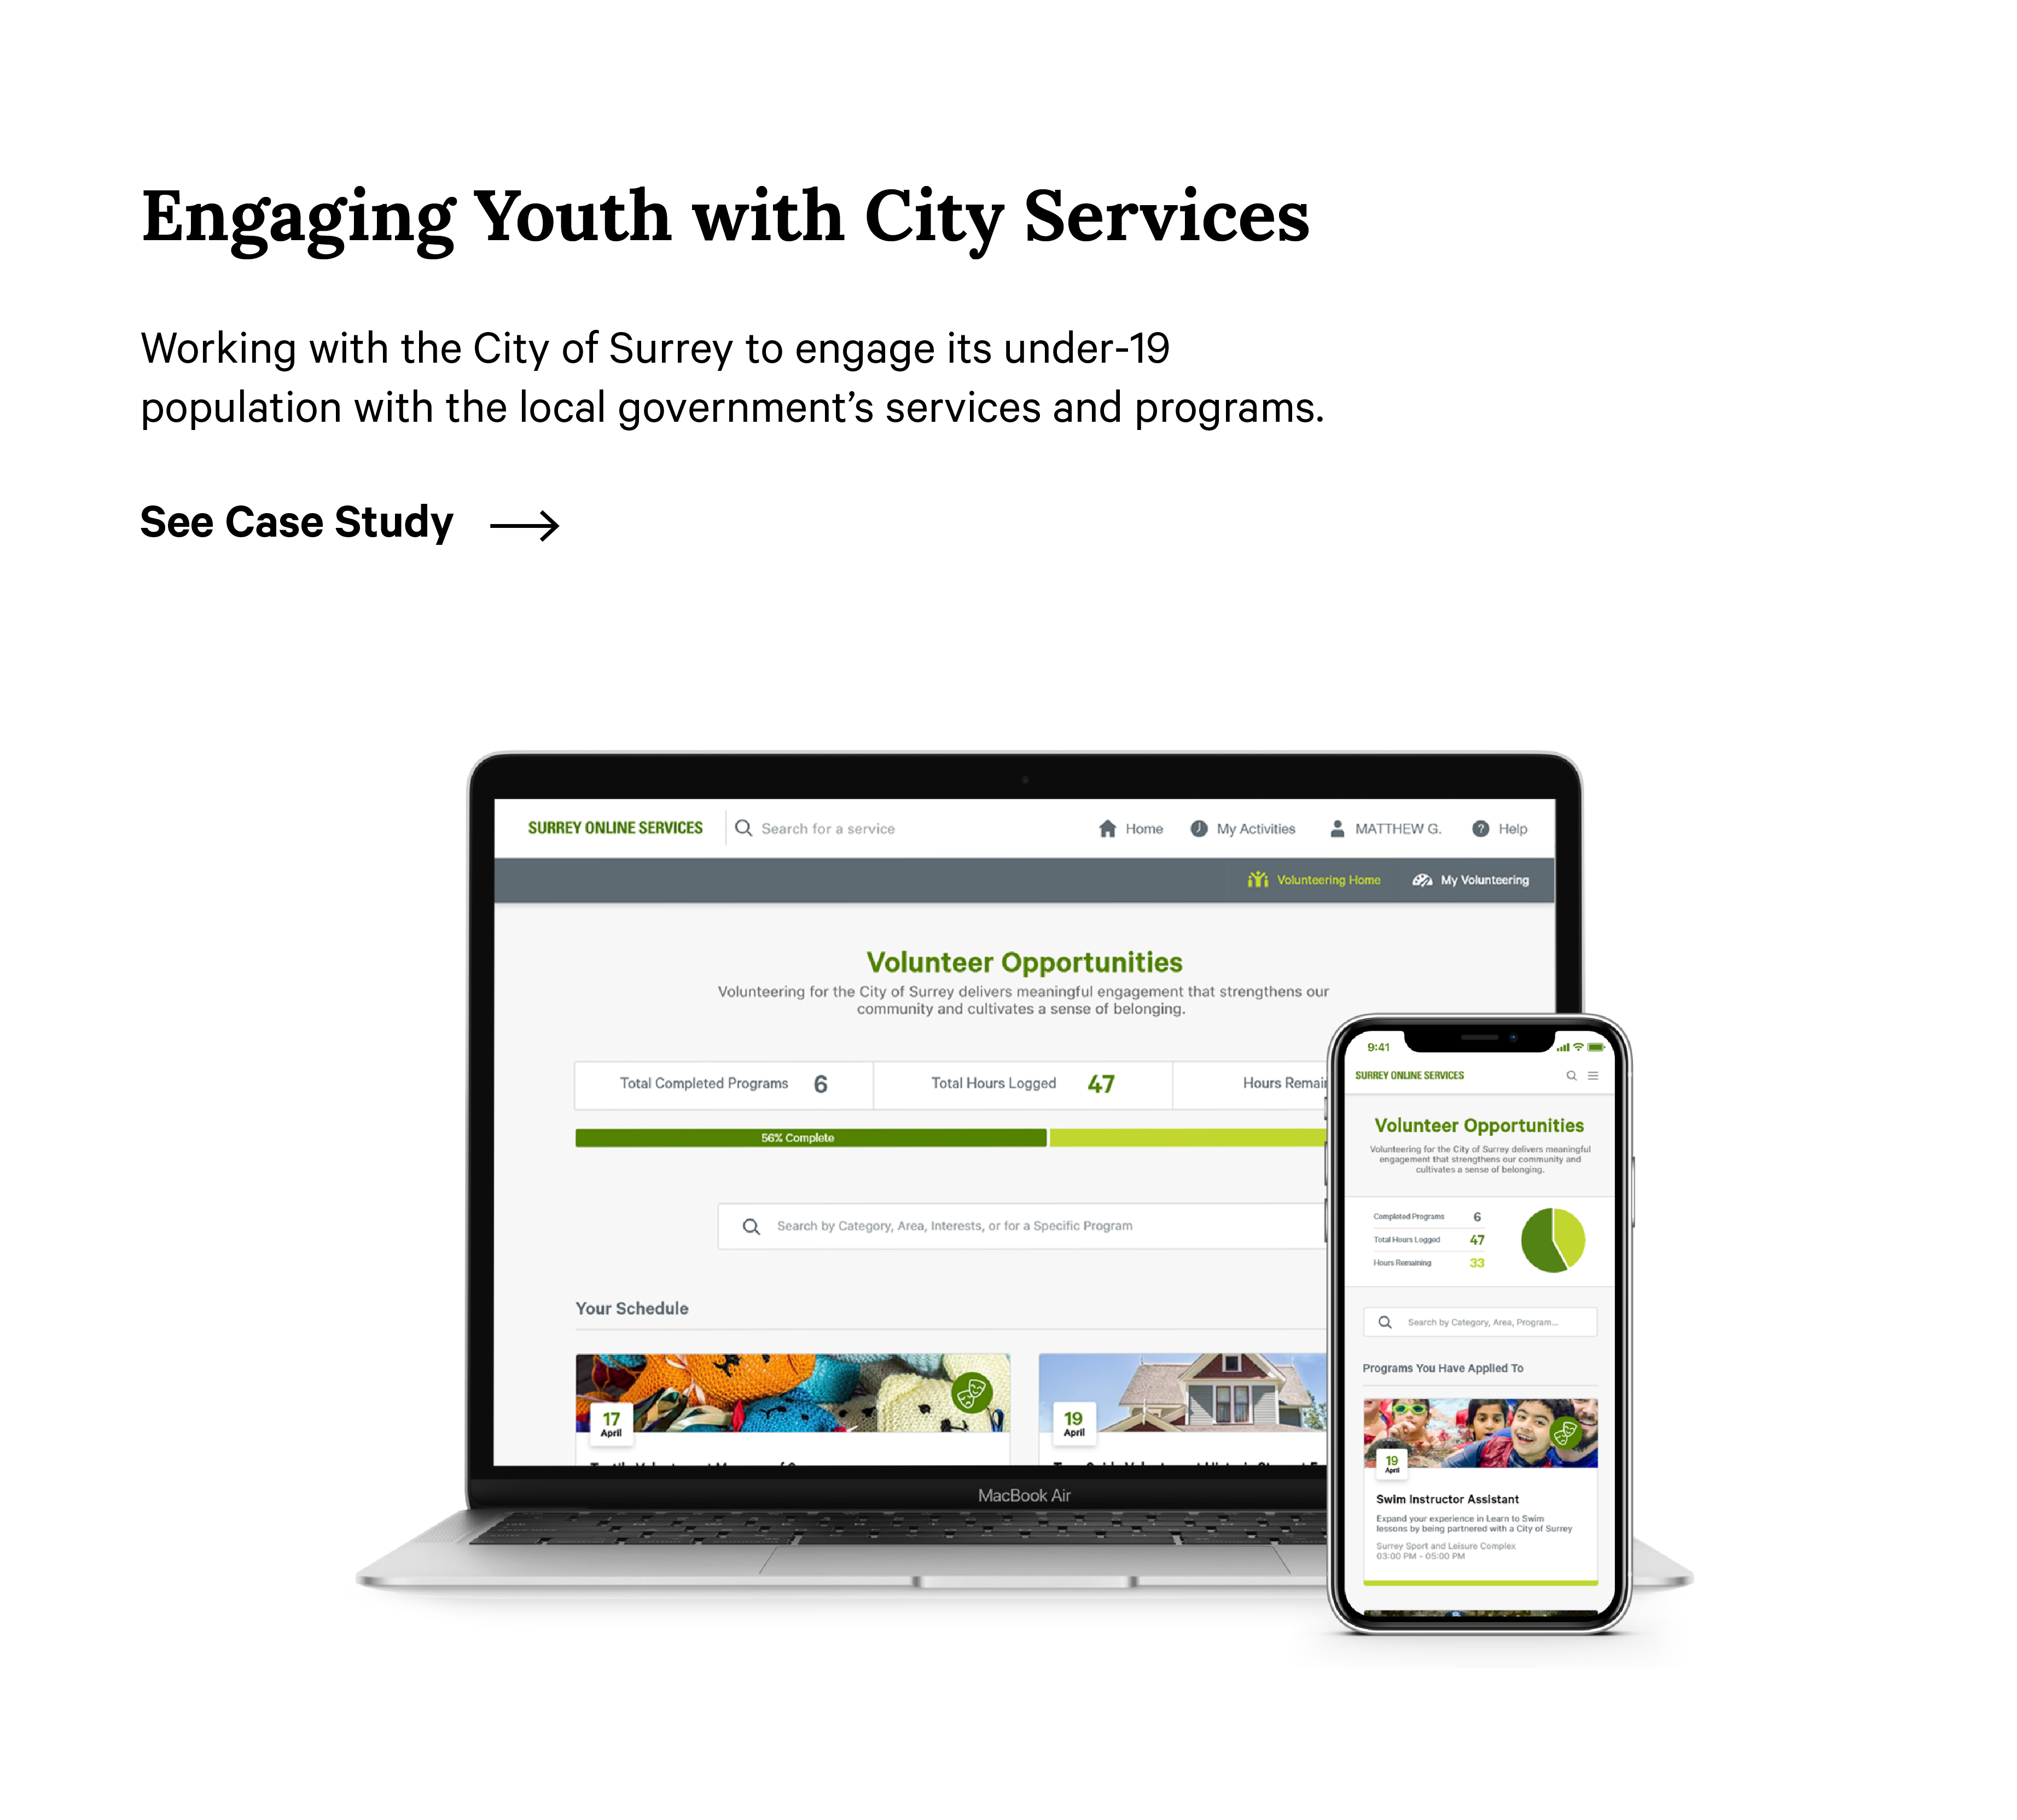 Engaging Youth with City Services
Working with the City of Surrey to engage its under-19
population with the local government’s services and programs.
See Case Study
SURREY ONLINE SERVICES
Search for a service
Home
My Activities
MATTHEW G.
Help
Volunteering Home
My Volunteering
Volunteer Opportunities
Volunteering for the City of Surrey delivers meaningful engagement that strengthens our
community and cultivates a sense of belonging.
Total Completed Programs 6
Total Hours Logged 47
Hours
56% Complete
Search by Category, Area, Interests, or for a Specific Program
Your Schedule
17
April
19
April
MacBook Air
9:41
SURREY ONLINE SERVICES
Volunteer Opportunities
Volunteering for the City of Surrey delivers meaningful
engagement that strengthens our community and
cultivates a sense of belonging.
Completed Programs 6
Total Hours Logged 47
Hours Remaining 33
Search by Category, Area, Program...
Programs You Have Applied To
19
April
Swim Instructor Assistant
Expand your experience in Learn to Swim
lessons by being partnered with a City of Surrey
Surrey Sport and Leisure Complex
03:00 PM - 05:00 PM